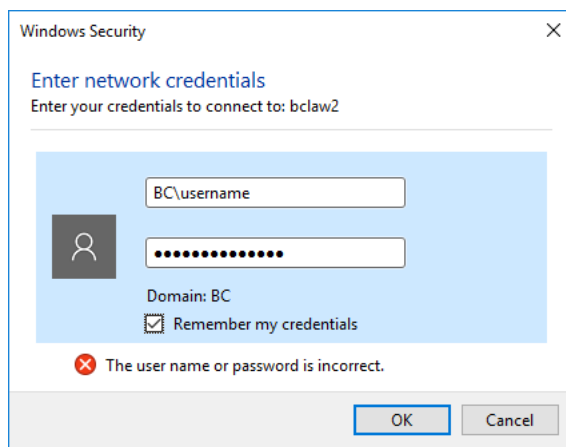 Windows Security
Enter network credentials
Enter your credentials to connect to: bclaw2
BC\username
••••••••••••••
Domain: BC
Remember my credentials
The user name or password is incorrect.
OK
Cancel